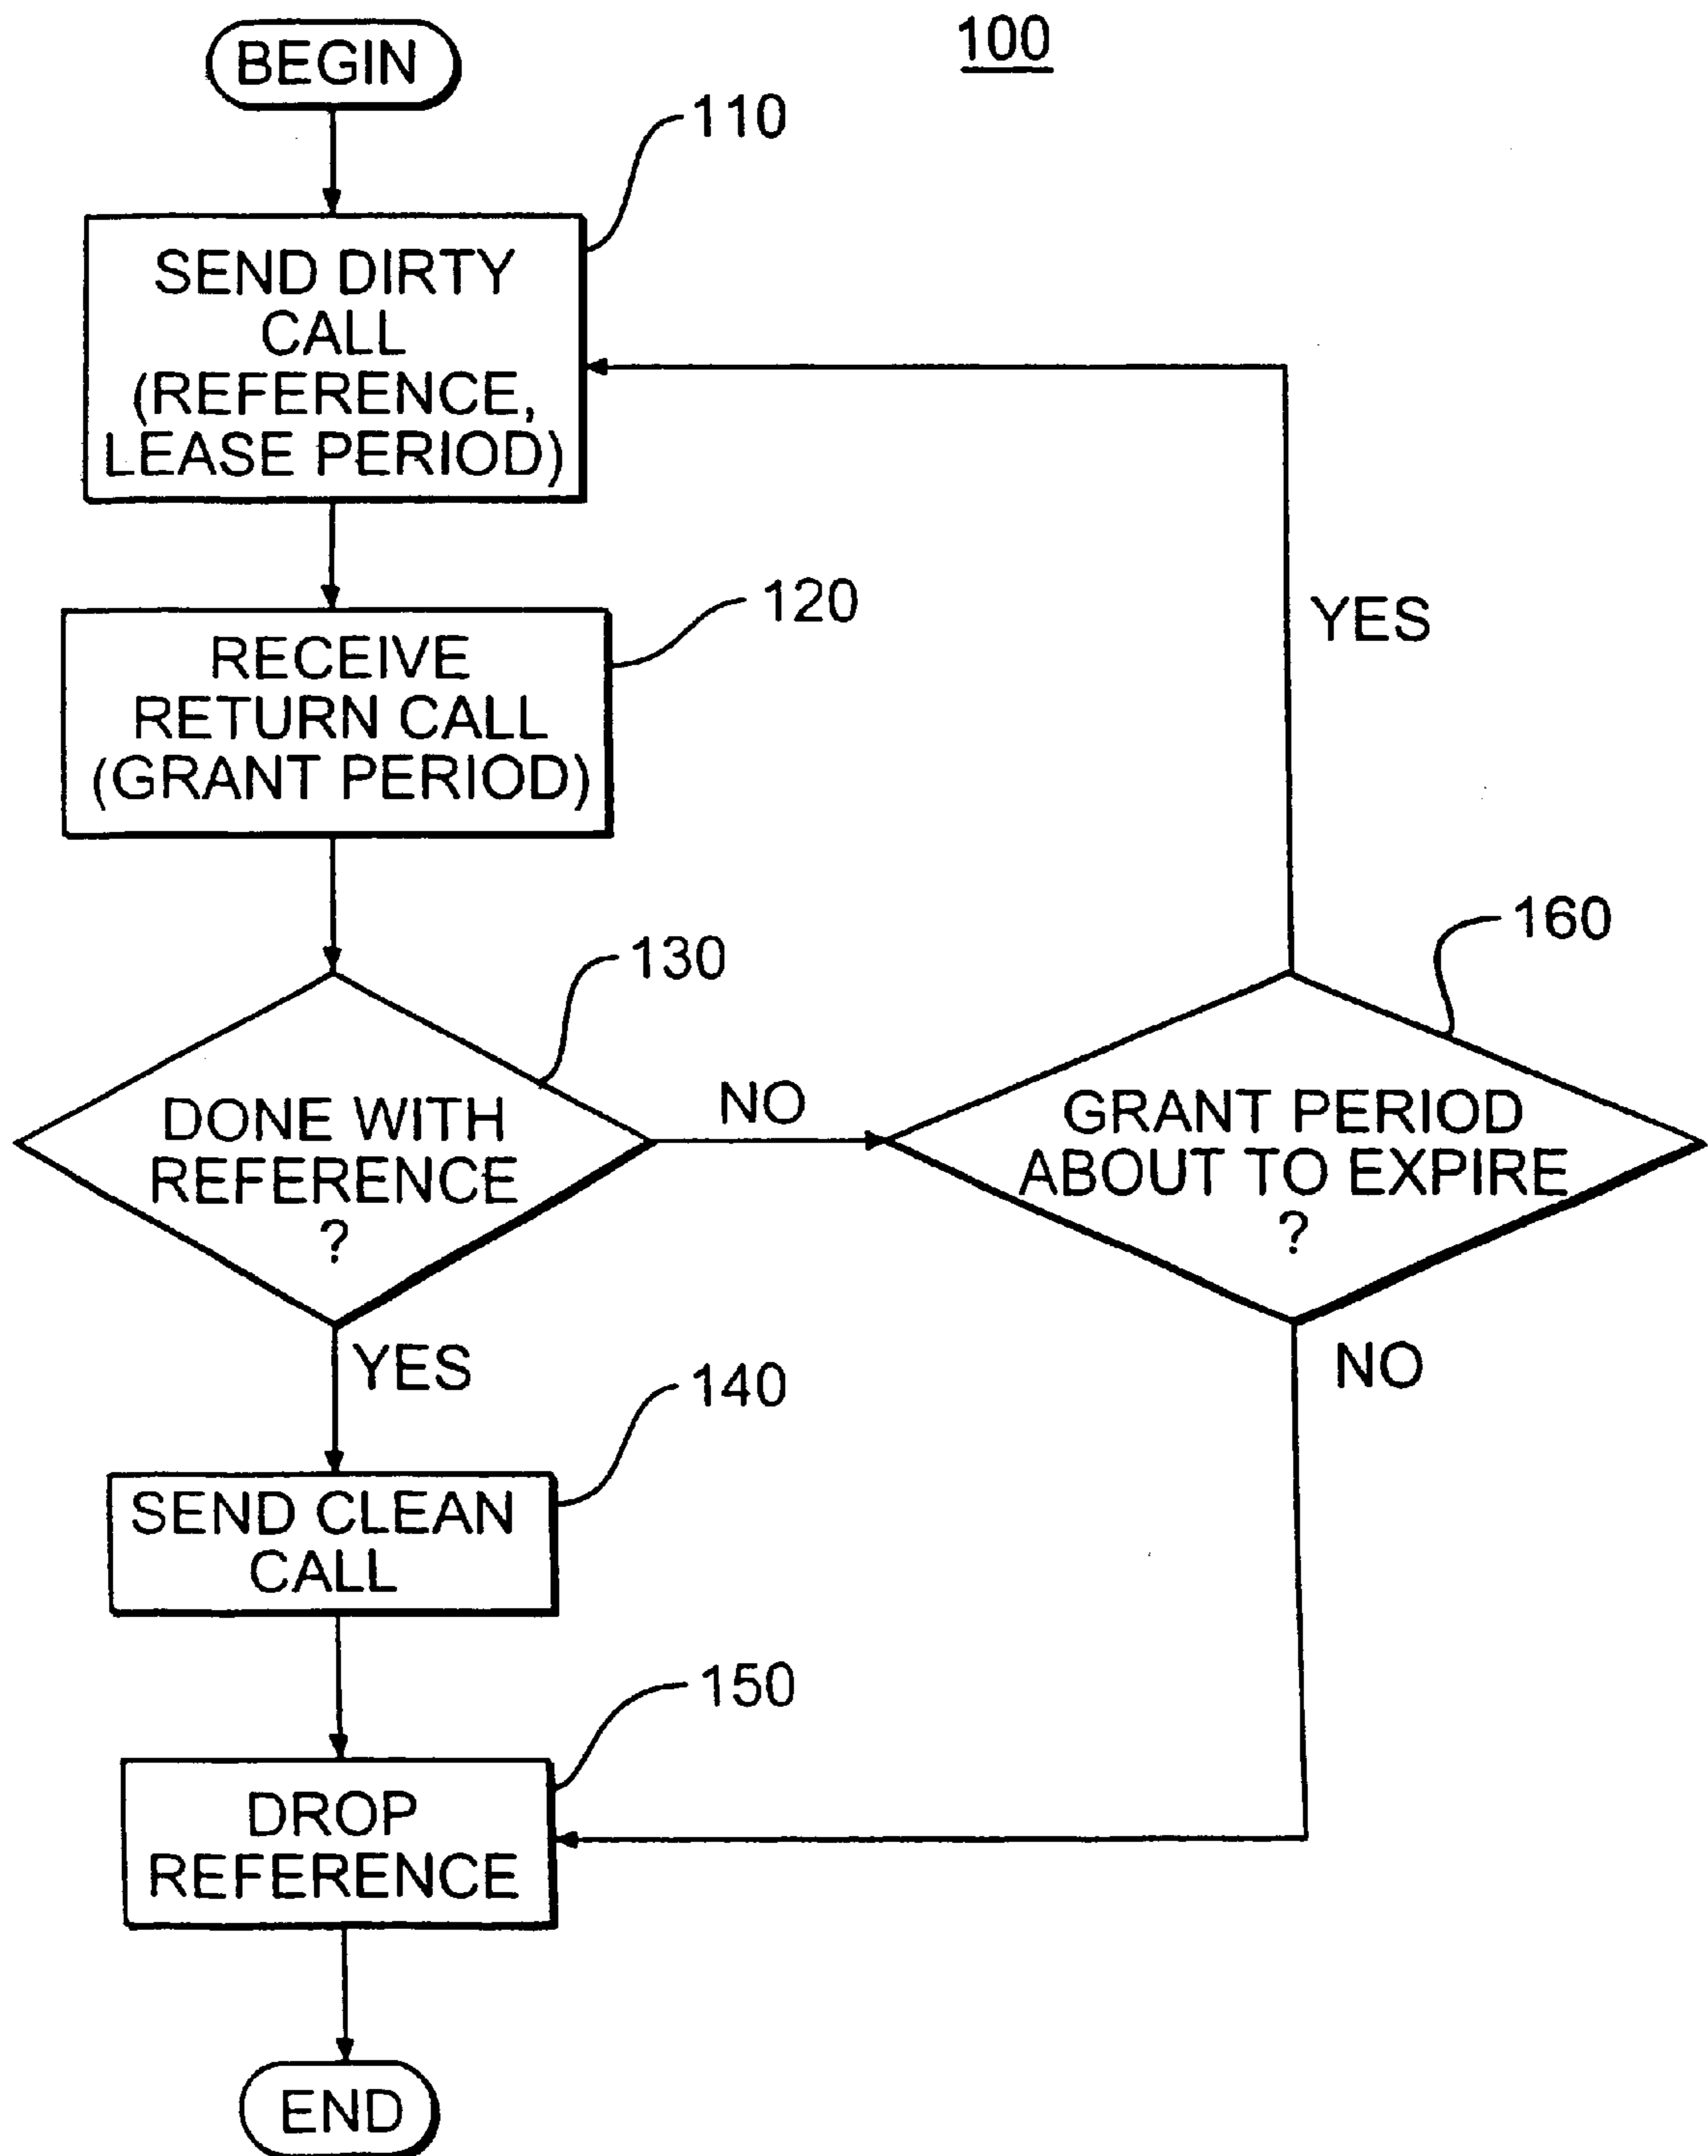 BEGIN
100
110
SEND DIRTY
CALL
(REFERENCE,
LEASE PERIOD)
120
RECEIVE
RETURN CALL
(GRANT PERIOD)
YES
130
160
DONE WITH
REFERENCE
?
NO
GRANT PERIOD
ABOUT TO EXPIRE
?
YES
NO
140
SEND CLEAN
CALL
150
DROP
REFERENCE
END